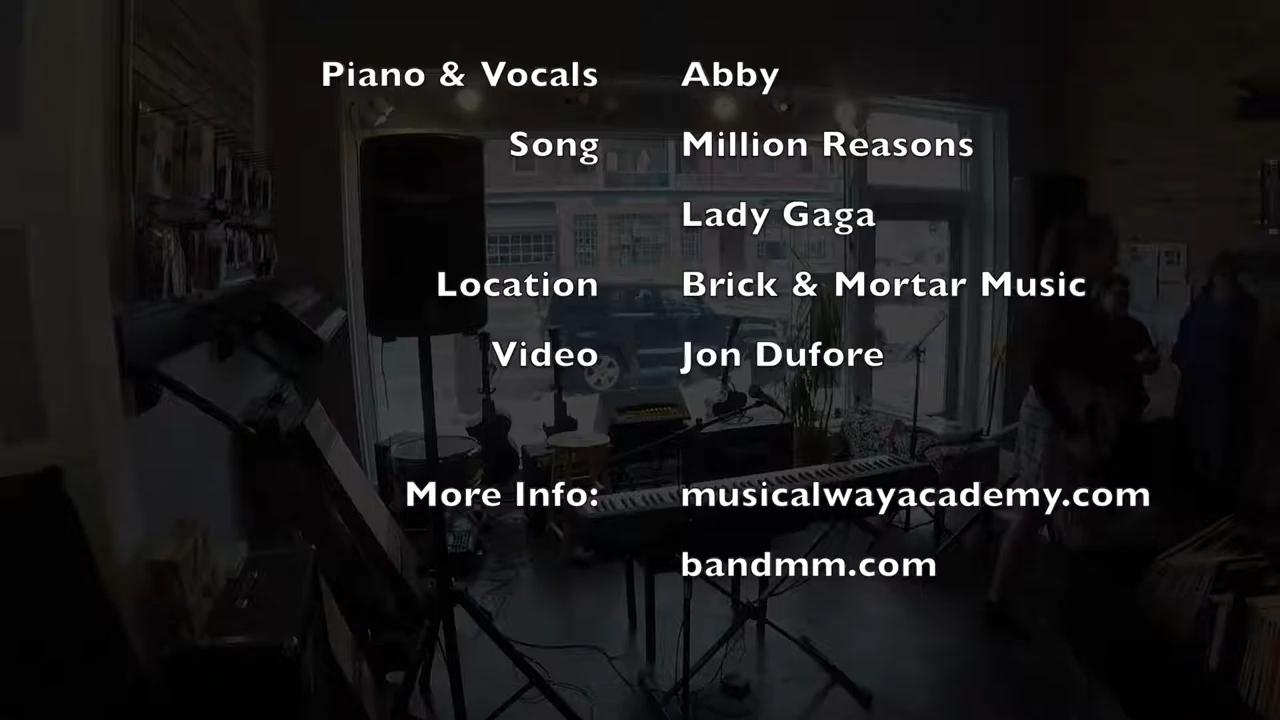 Piano & Vocals Abby
Song Million Reasons
Lady Gaga
Location Brick & Mortar Music
Video Jon Dufore
More Info: musicalwayacademy.com
bandmm.com